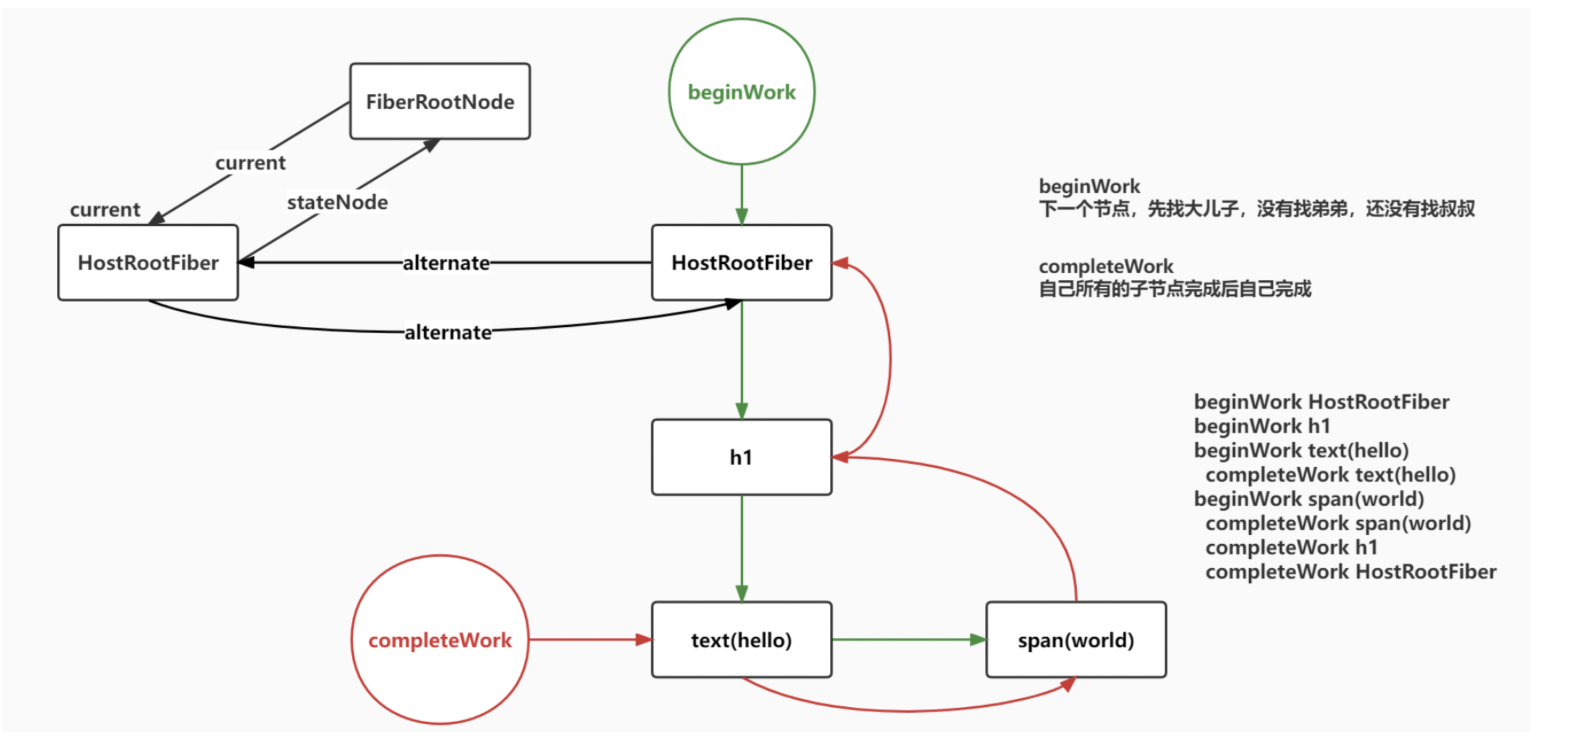 beginWork
FiberRootNode
current
beginWork
下一个节点，先找大儿子，没有找弟弟，还没有找叔叔
stateNode
current
HostRootFiber
alternate
HostRootFiber
completeWork
自己所有的子节点完成后自己完成
alternate
beginWork HostRootFiber
beginWork h1
beginWork text(hello)
completeWork text(hello)
beginWork span(world)
completeWork span(world)
completeWork h1
completeWork HostRootFiber
h1
completeWork
text(hello)
span(world)